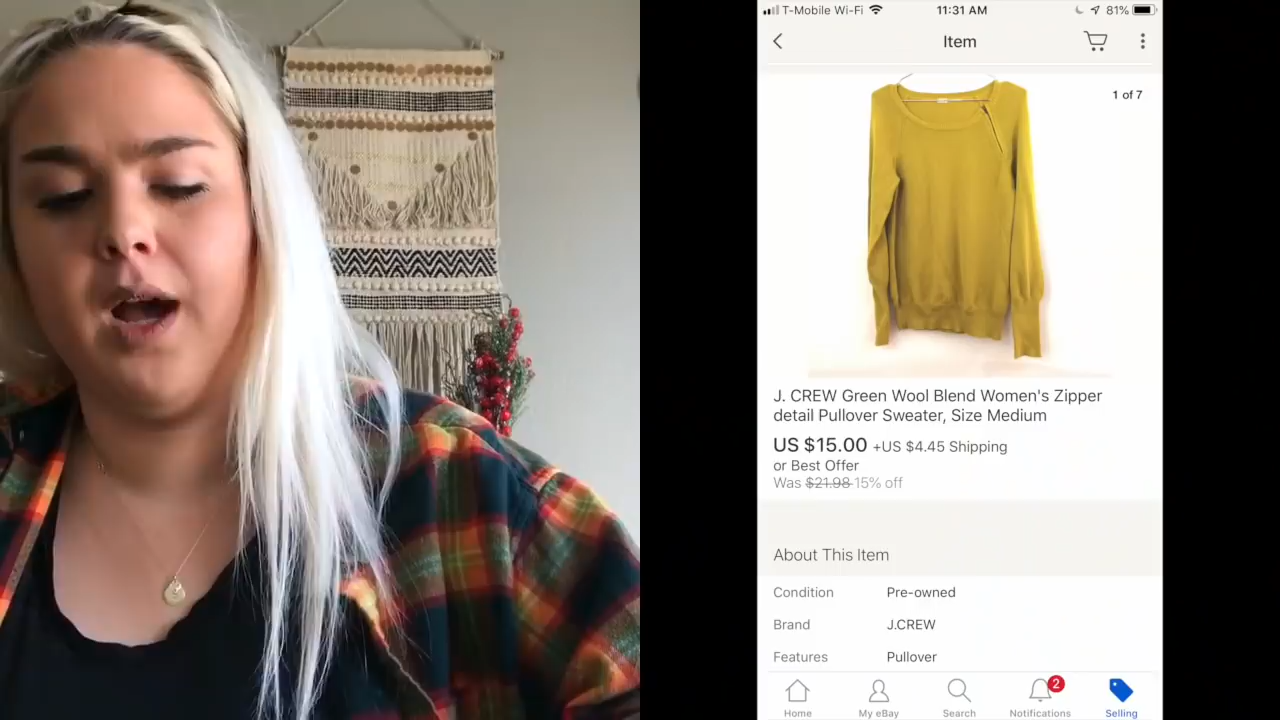 T-Mobile Wi-Fi 11:31 AM 81%
Item
1 of 7
J. CREW Green Wool Blend Women's Zipper
detail Pullover Sweater, Size Medium
US $15.00 +US $4.45 Shipping
or Best Offer
Was $21.98 15% off
About This Item
Condition Pre-owned
Brand J.CREW
Features Pullover
2
Home My eBay Search Notifications Selling